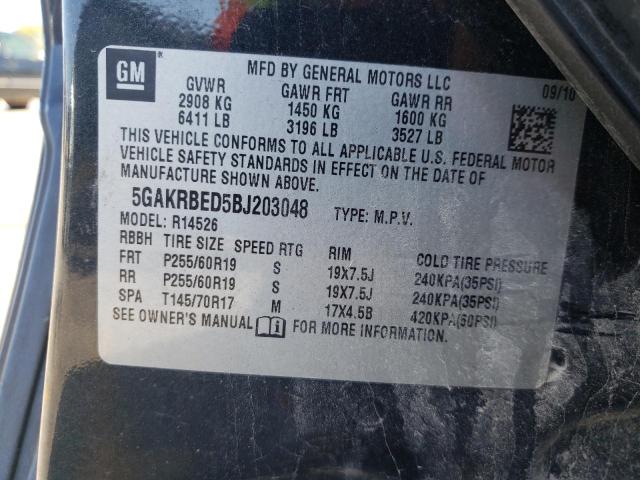 GM
MFD BY GENERAL MOTORS LLC
09/10
GVWR GAWR FRT GAWR RR
2908 KG 1450 KG 1600 KG
6411 LB 3196 LB 3527 LB
THIS VEHICLE CONFORMS TO ALL APPLICABLE U.S. FEDERAL MOTOR
VEHICLE SAFETY STANDARDS IN EFFECT ON THE DATE OF
MANUFACTURE SHOWN ABOVE.
5GAKRBED5BJ203048 TYPE: M.P.V.
MODEL: R14526
RBBH TIRE SIZE SPEED RTG RIM COLD TIRE PRESSURE
FRT P255/60R19 S 19X7.5J 240KPA(35PSI)
RR P255/60R19 S 19X7.5J 240KPA(35PSI)
SPA T145/70R17 M 17X4.5B 420KPA(60PSI)
SEE OWNER'S MANUAL FOR MORE INFORMATION.